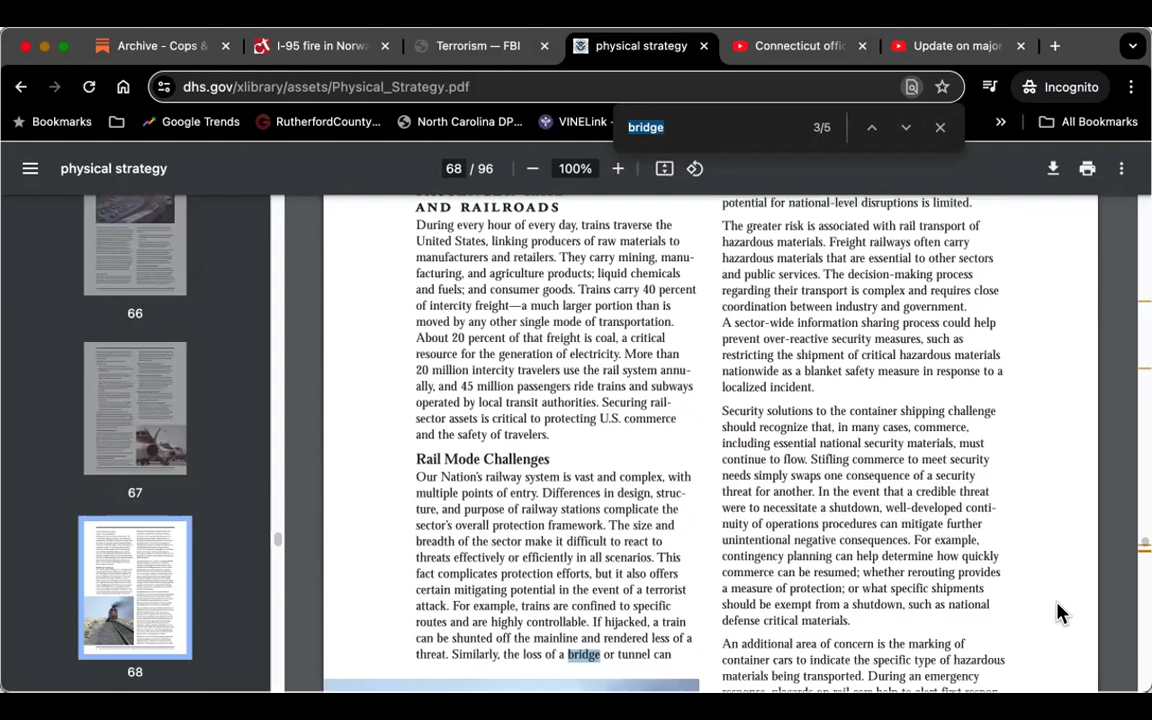 Archive - Cops &
I-95 fire in Norw
Terrorism — FBI
physical strategy
Connecticut offic
Update on major
dhs.gov/xlibrary/assets/Physical_Strategy.pdf
Incognito
Bookmarks
Google Trends
RutherfordCounty...
North Carolina DP...
VINELink -
bridge
3/5
»
All Bookmarks
physical strategy
68 / 96
100%
66
67
68
AND RAILROADS
During every hour of every day, trains traverse the
United States, linking producers of raw materials to
manufacturers and retailers. They carry mining, manu-
facturing, and agriculture products; liquid chemicals
and fuels; and consumer goods. Trains carry 40 percent
of intercity freight—a much larger portion than is
moved by any other single mode of transportation.
About 20 percent of that freight is coal, a critical
resource for the generation of electricity. More than
20 million intercity travelers use the rail system annu-
ally, and 45 million passengers ride trains and subways
operated by local transit authorities. Securing rail-
sector assets is critical to protecting U.S. commerce
and the safety of travelers.
Rail Mode Challenges
Our Nation's railway system is vast and complex, with
multiple points of entry. Differences in design, struc-
ture, and purpose of railway stations complicate the
sector's overall protection framework. The size and
breadth of the sector make it difficult to react to
threats effectively or efficiently in all scenarios. This
fact complicates protection efforts, but it also offers
certain mitigating potential in the event of a terrorist
attack. For example, trains are confined to specific
routes and are highly controllable. If hijacked, a train
can be shunted off the mainline and rendered less of a
threat. Similarly, the loss of a bridge or tunnel can
potential for national-level disruptions is limited.
The greater risk is associated with rail transport of
hazardous materials. Freight railways often carry
hazardous materials that are essential to other sectors
and public services. The decision-making process
regarding their transport is complex and requires close
coordination between industry and government.
A sector-wide information sharing process could help
prevent over-reactive security measures, such as
restricting the shipment of critical hazardous materials
nationwide as a blanket safety measure in response to a
localized incident.
Security solutions to the container shipping challenge
should recognize that, in many cases, commerce,
including essential national security materials, must
continue to flow. Stifling commerce to meet security
needs simply swaps one consequence of a security
threat for another. In the event that a credible threat
were to necessitate a shutdown, well-developed conti-
nuity of operations procedures can mitigate further
unintentional negative consequences. For example,
contingency planning can help determine how quickly
commerce can be resumed; whether rerouting provides
a measure of protection; or what specific shipments
should be exempt from a shutdown, such as national
defense critical materials.
An additional area of concern is the marking of
container cars to indicate the specific type of hazardous
materials being transported. During an emergency
response, placards on rail cars help to alert first respon-